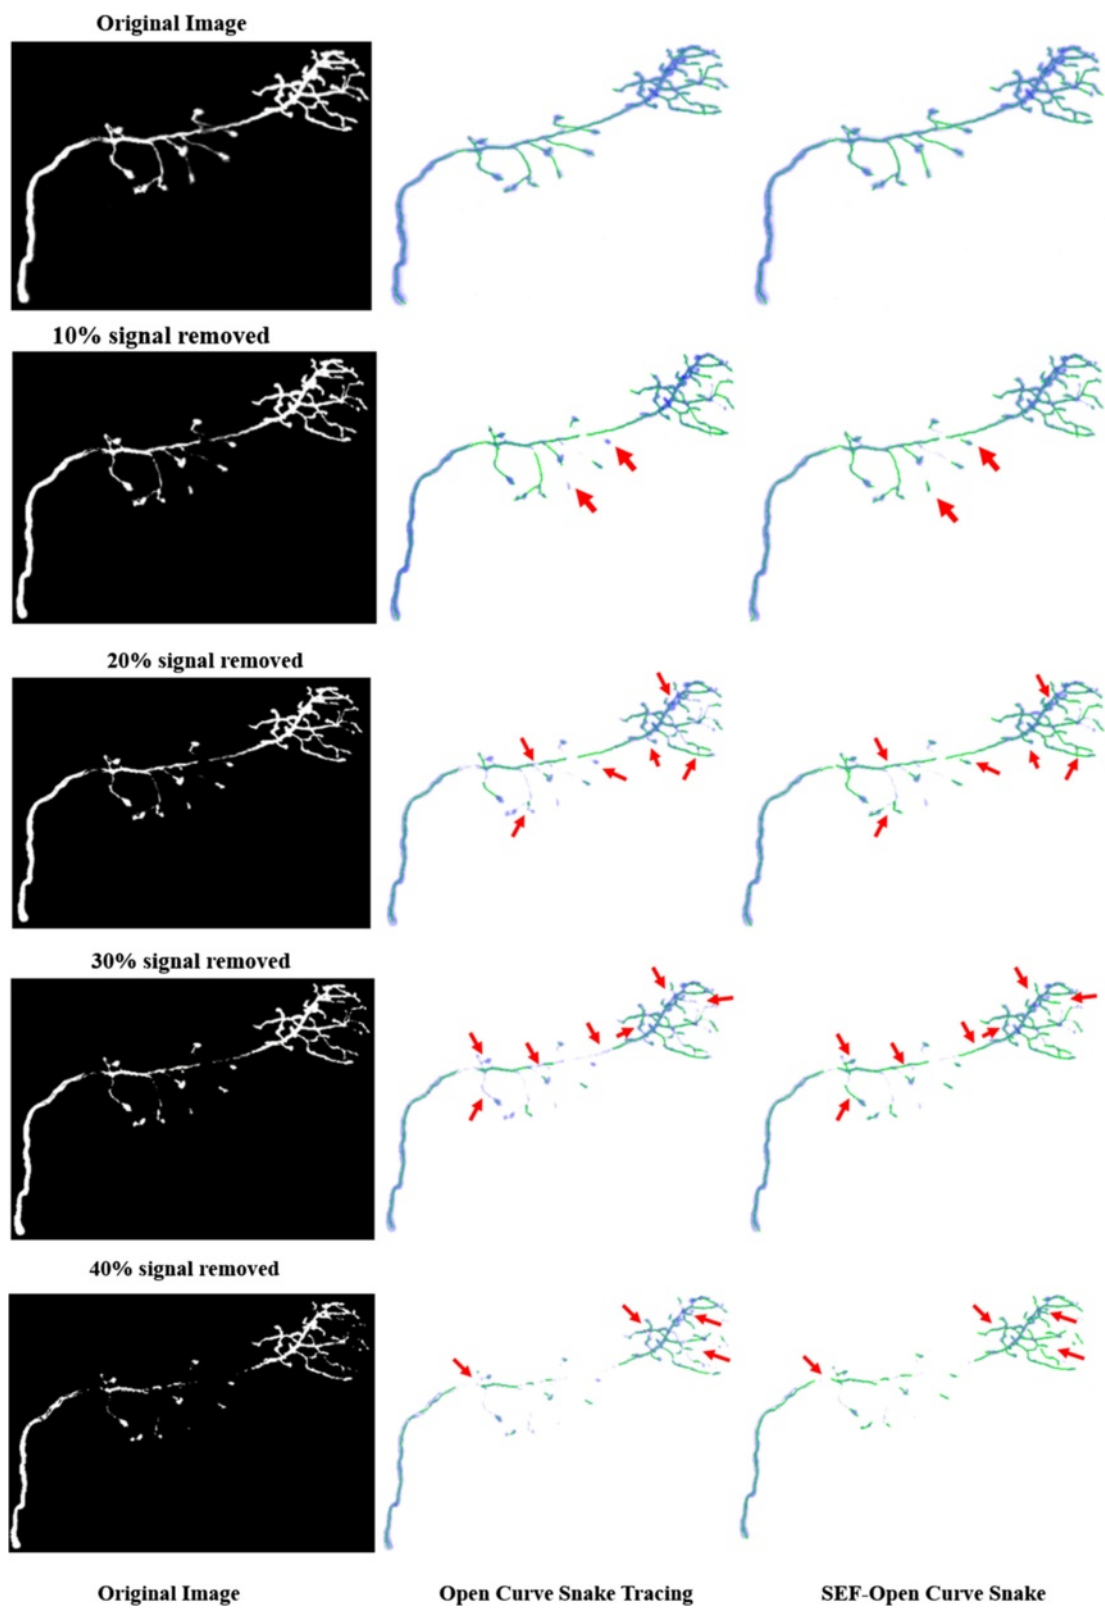 Original Image
10% signal removed
20% signal removed
30% signal removed
40% signal removed
Original Image
Open Curve Snake Tracing
SEF-Open Curve Snake